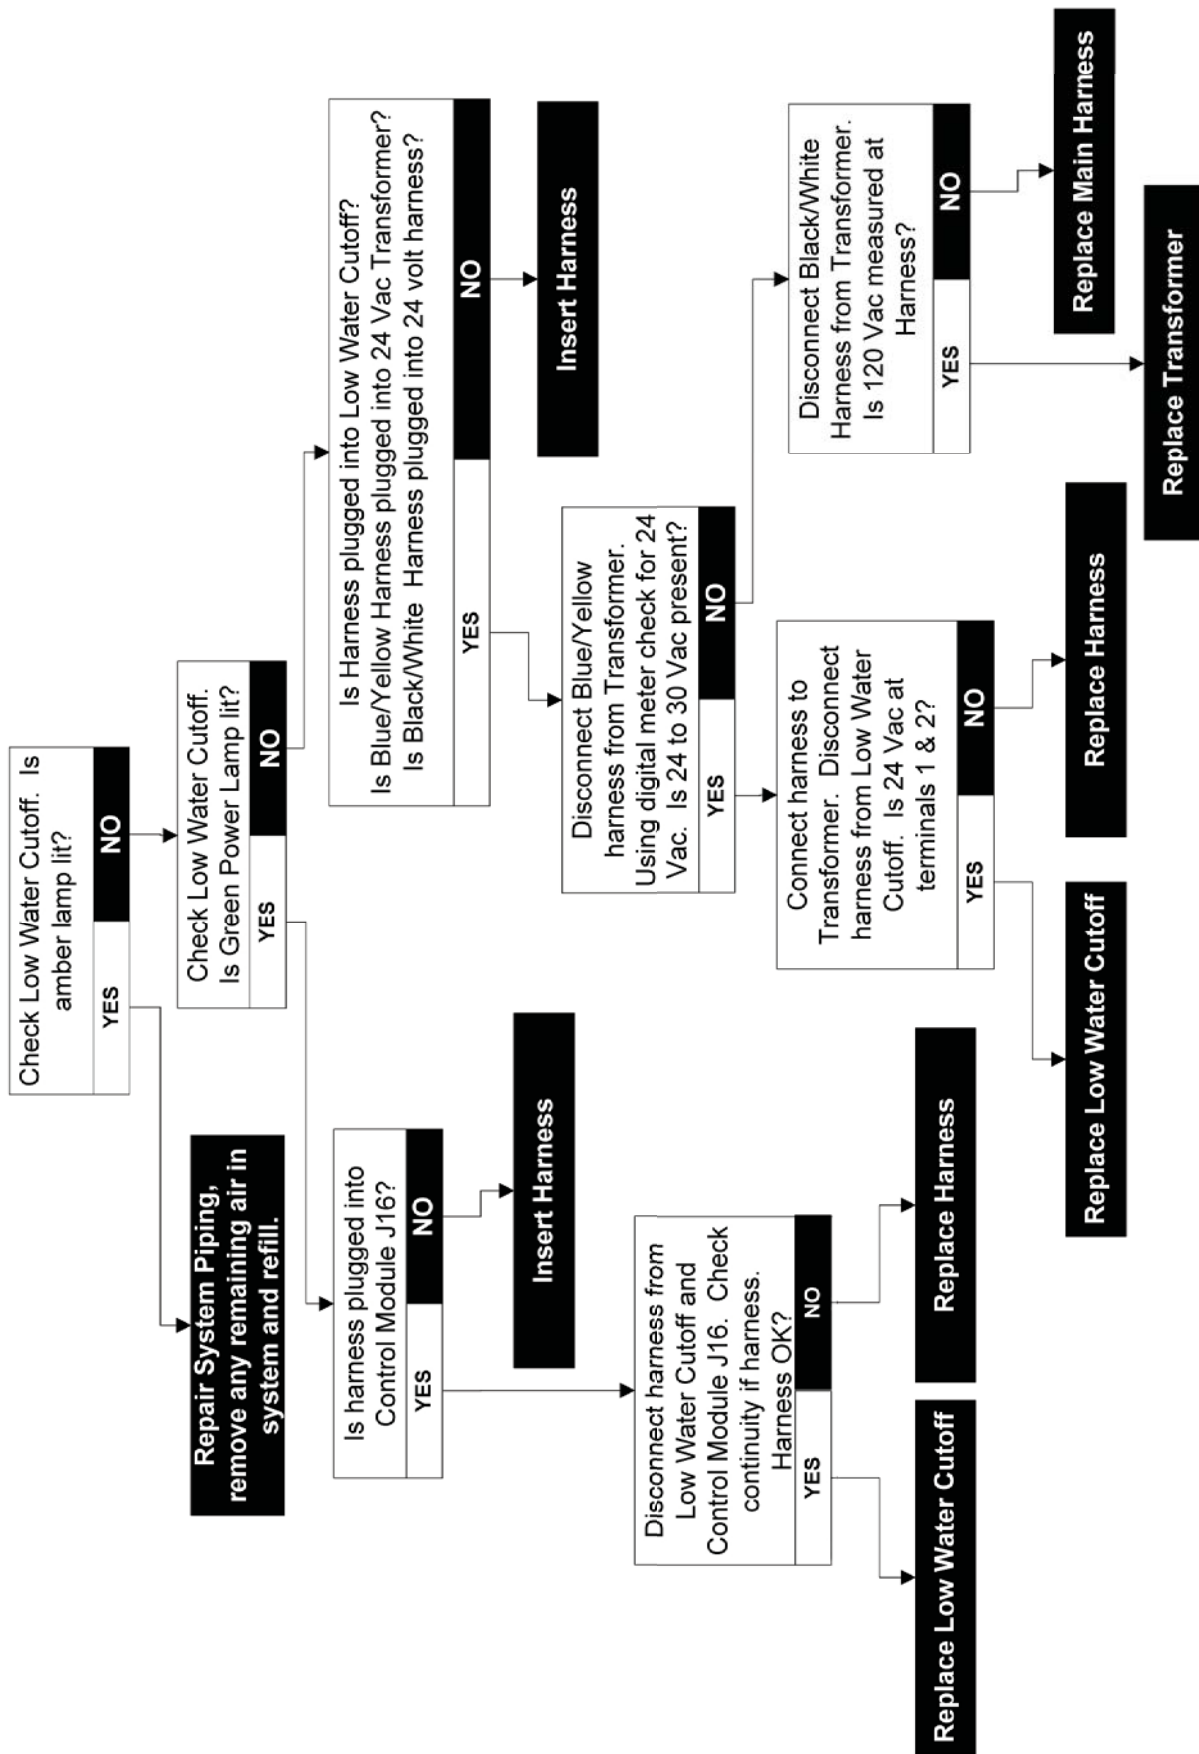 Check Low Water Cutoff.  Is
amber lamp lit?
YES
NO
Repair System Piping,
remove any remaining air in
system and refill.
Check Low Water Cutoff.
Is Green Power Lamp lit?
YES
NO
Is harness plugged into
Control Module J16?
YES
NO
Insert Harness
Is Harness plugged into Low Water Cutoff?
Is Blue/Yellow Harness plugged into 24 Vac Transformer?
Is Black/White  Harness plugged into 24 volt harness?
YES
NO
Insert Harness
Disconnect harness from
Low Water Cutoff and
Control Module J16.  Check
continuity if harness.
Harness OK?
YES
NO
Replace Low Water Cutoff
Replace Harness
Disconnect Blue/Yellow
harness from Transformer.
Using digital meter check for 24
Vac.  Is 24 to 30 Vac present?
YES
NO
Connect harness to
Transformer.  Disconnect
harness from Low Water
Cutoff.  Is 24 Vac at
terminals 1 & 2?
YES
NO
Replace Low Water Cutoff
Replace Harness
Disconnect Black/White
Harness from Transformer.
Is 120 Vac measured at
Harness?
YES
NO
Replace Main Harness
Replace Transformer